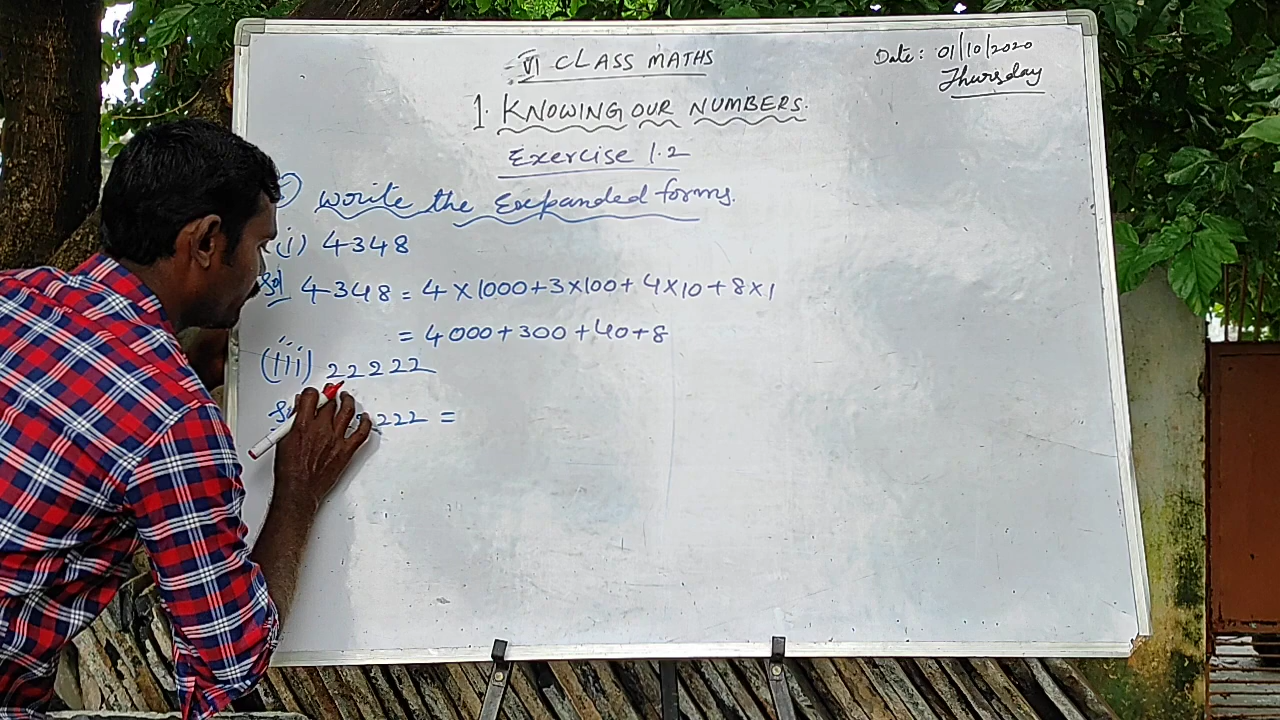 VI CLASS MATHS
Date: 01/10/2020
Thursday
1. KNOWING OUR NUMBERS.
Exercise 1.2
) Write the Expanded forms.
(i) 4348
Sol 4348 = 4×1000+3×100+4×10+8×1
= 4000+300+40+8
(iii) 22222
222 =